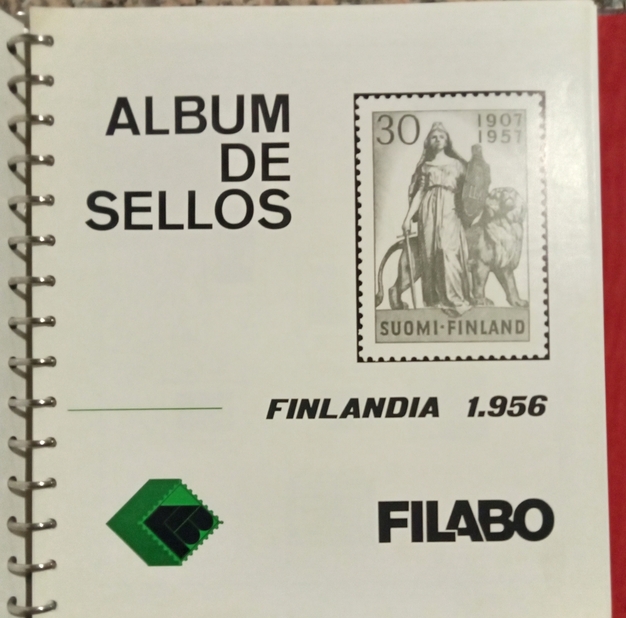 ALBUM
DE
SELLOS
30
1907
1957
SUOMI-FINLAND
FINLANDIA 1.956
FILABO